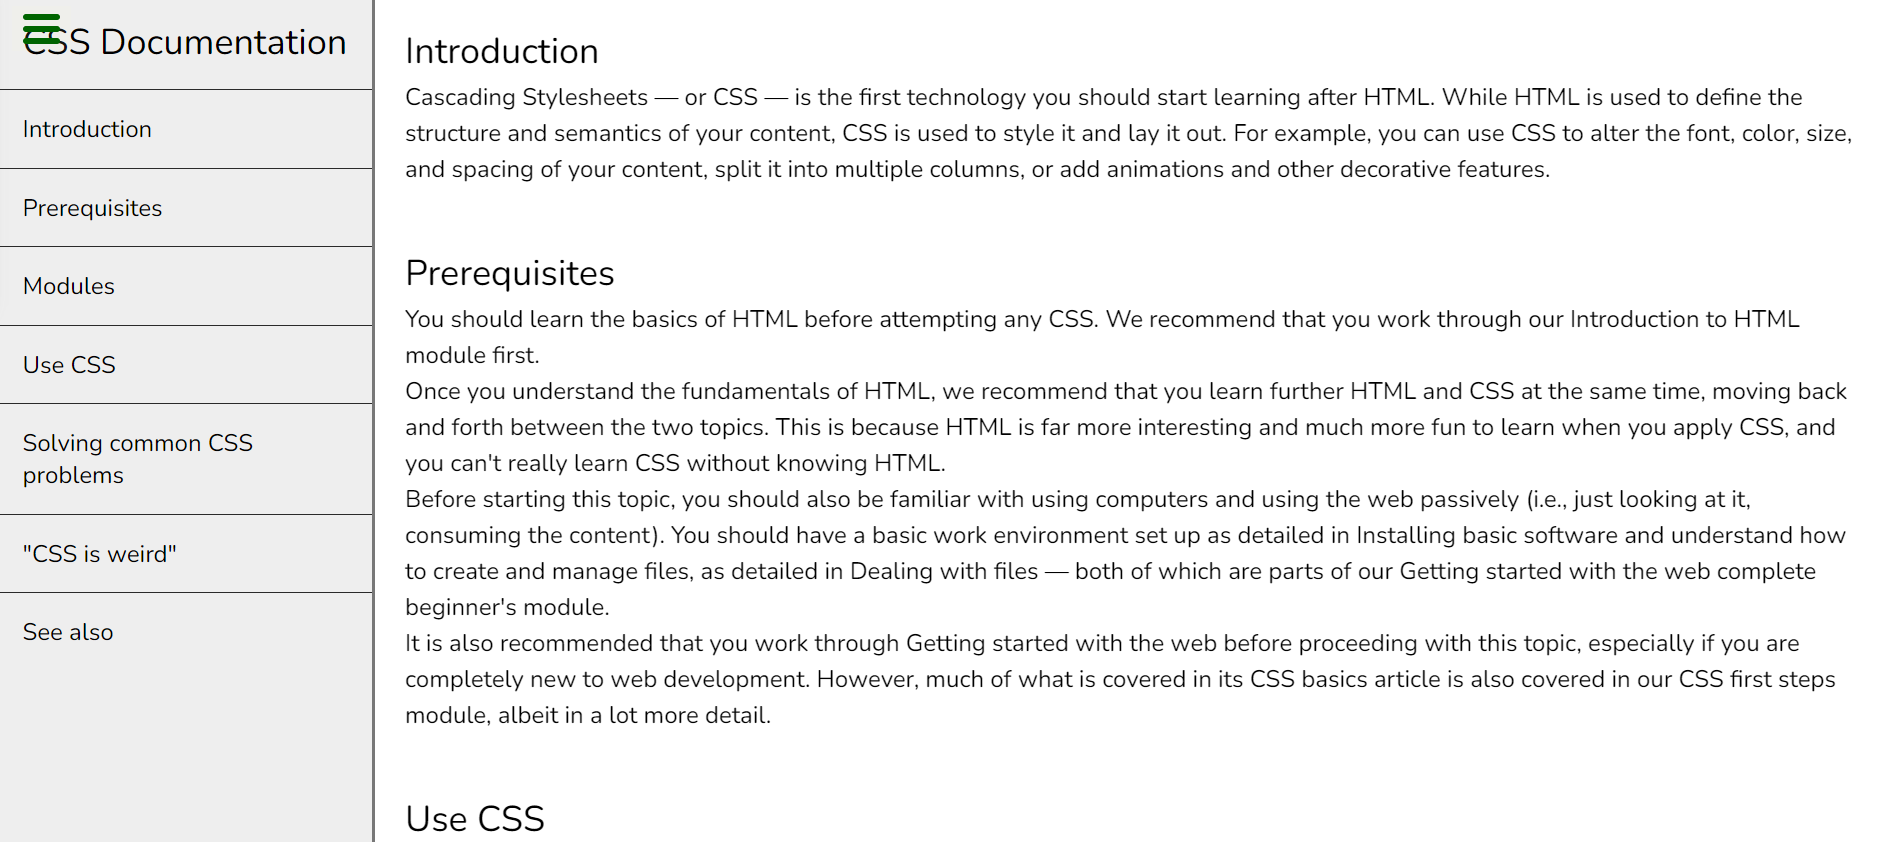 CSS Documentation
Introduction
Prerequisites
Modules
Use CSS
Solving common CSS
problems
"CSS is weird"
See also
Introduction
Cascading Stylesheets — or CSS — is the first technology you should start learning after HTML. While HTML is used to define the
structure and semantics of your content, CSS is used to style it and lay it out. For example, you can use CSS to alter the font, color, size,
and spacing of your content, split it into multiple columns, or add animations and other decorative features.
Prerequisites
You should learn the basics of HTML before attempting any CSS. We recommend that you work through our Introduction to HTML
module first.
Once you understand the fundamentals of HTML, we recommend that you learn further HTML and CSS at the same time, moving back
and forth between the two topics. This is because HTML is far more interesting and much more fun to learn when you apply CSS, and
you can't really learn CSS without knowing HTML.
Before starting this topic, you should also be familiar with using computers and using the web passively (i.e., just looking at it,
consuming the content). You should have a basic work environment set up as detailed in Installing basic software and understand how
to create and manage files, as detailed in Dealing with files — both of which are parts of our Getting started with the web complete
beginner's module.
It is also recommended that you work through Getting started with the web before proceeding with this topic, especially if you are
completely new to web development. However, much of what is covered in its CSS basics article is also covered in our CSS first steps
module, albeit in a lot more detail.
Use CSS